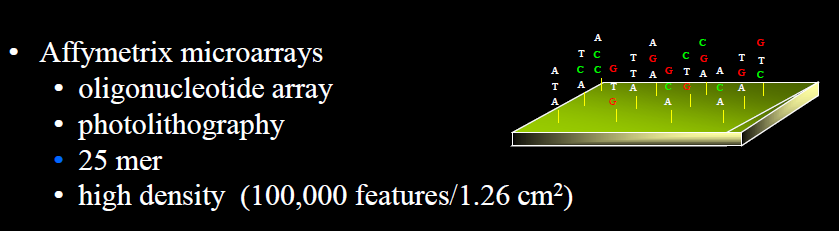 Affymetrix microarrays
oligonucleotide array
photolithography
25 mer
high density (100,000 features/1.26 cm²)